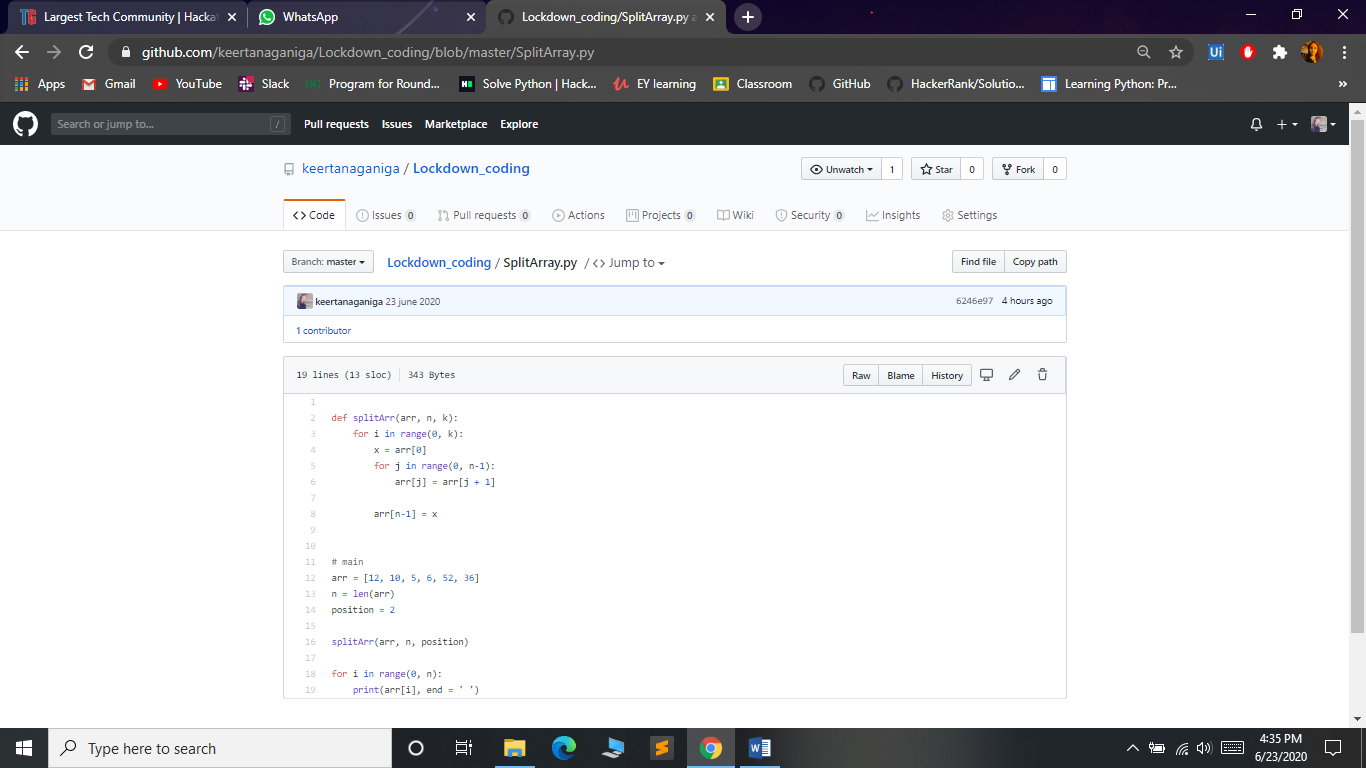 Largest Tech Community | Hacka
WhatsApp
Lockdown_coding/SplitArray.py a
github.com/keertanaganiga/Lockdown_coding/blob/master/SplitArray.py
Apps Gmail YouTube Slack Program for Round... Solve Python | Hack... EY learning Classroom GitHub HackerRank/Solutio... Learning Python: Pr... »
Search or jump to... / Pull requests Issues Marketplace Explore
keertanaganiga / Lockdown_coding Unwatch 1 Star 0 Fork 0
Code Issues 0 Pull requests 0 Actions Projects 0 Wiki Security 0 Insights Settings
Branch: master Lockdown_coding / SplitArray.py / <> Jump to Find file Copy path
keertanaganiga 23 june 2020 6246e97 4 hours ago
1 contributor
19 lines (13 sloc) 343 Bytes Raw Blame History
1
2 def splitArr(arr, n, k):
3     for i in range(0, k):
4         x = arr[0]
5         for j in range(0, n-1):
6             arr[j] = arr[j + 1]
7
8         arr[n-1] = x
9
10
11 # main
12 arr = [12, 10, 5, 6, 52, 36]
13 n = len(arr)
14 position = 2
15
16 splitArr(arr, n, position)
17
18 for i in range(0, n):
19     print(arr[i], end = ' ')
Type here to search
4:35 PM
6/23/2020